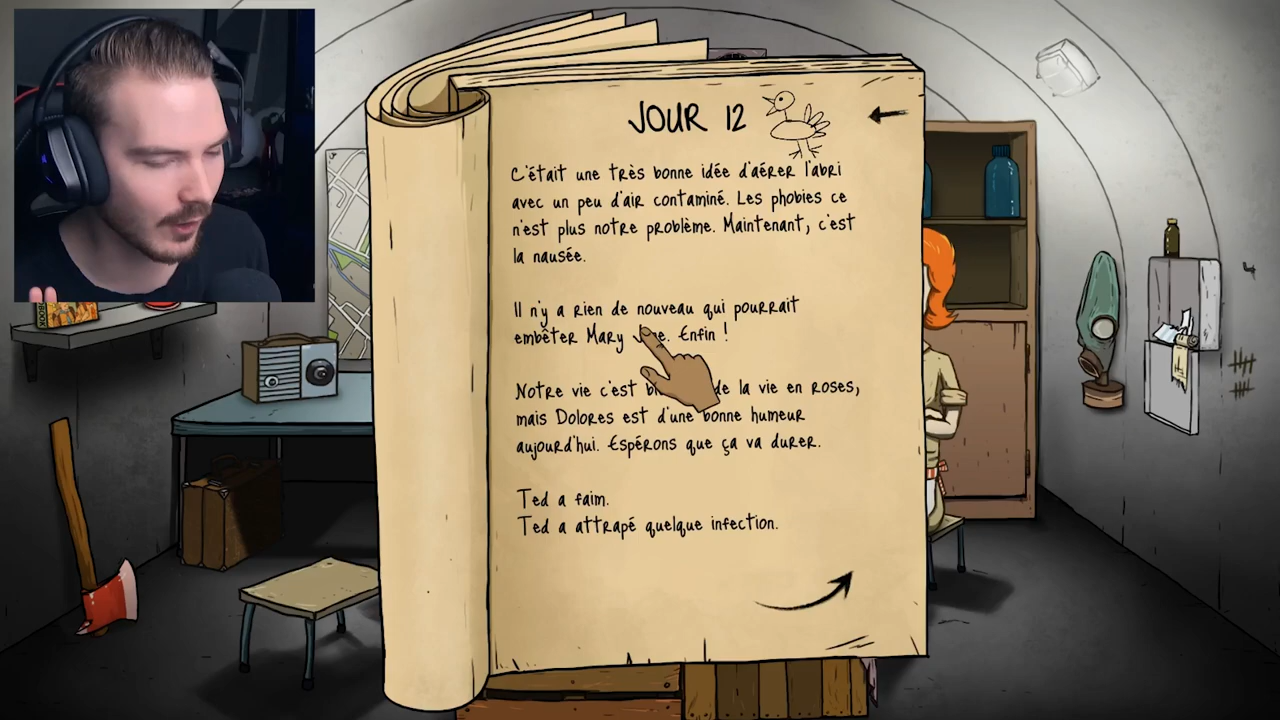 JOUR 12
C'était une très bonne idée d'aérer l'abri
avec un peu d'air contaminé. Les phobies ce
n'est plus notre problème. Maintenant, c'est
la nausée.
Il n'y a rien de nouveau qui pourrait
embêter Mary Enfin !
Notre vie c'est de la vie en roses,
mais Dolores est d'une bonne humeur
aujourd'hui. Espérons que ça va durer.
Ted a faim.
Ted a attrapé quelque infection.